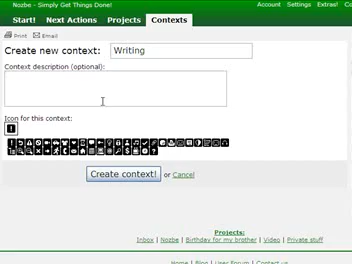 Nozbe - Simply Get Things Done!
Account Settings Extras!
Start! Next Actions Projects Contexts
Print Email
Create new context: Writing
Context description (optional):
Icon for this context:
Create context! or Cancel
Projects:
Inbox | Nozbe | Birthday for my brother | Video | Private stuff
Home | Blog | User Forum | Contact us